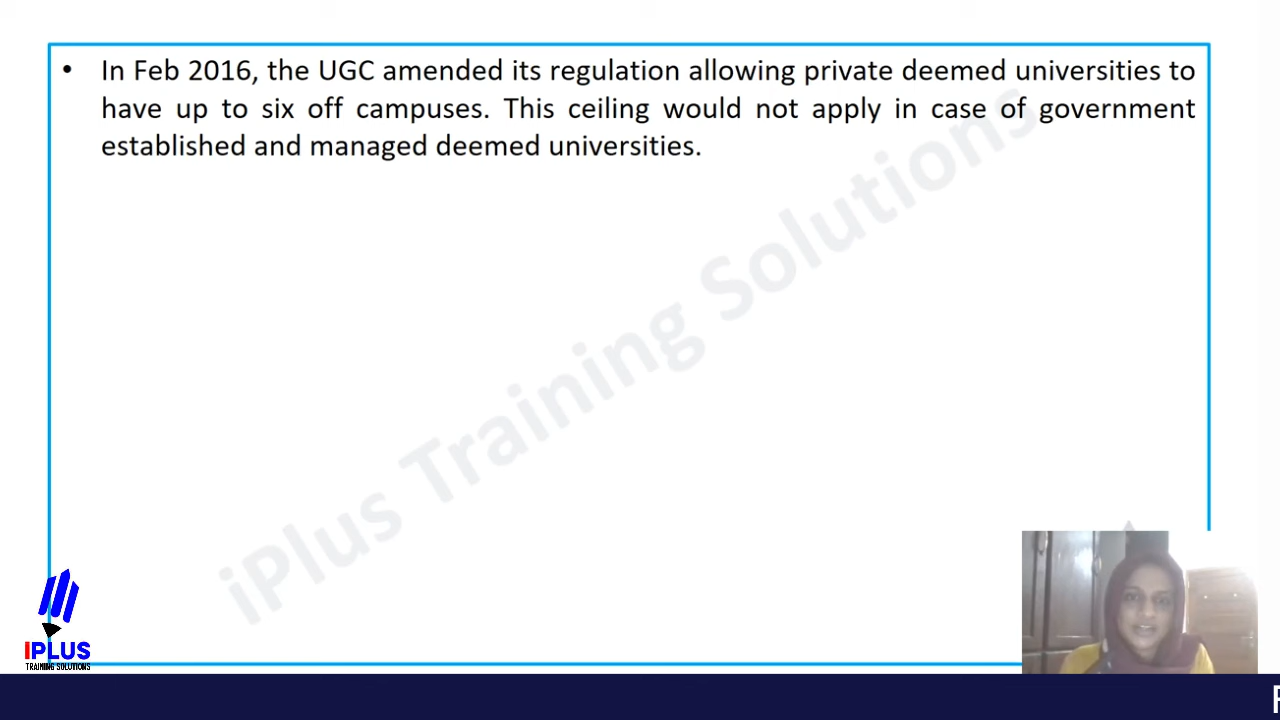 • In Feb 2016, the UGC amended its regulation allowing private deemed universities to
have up to six off campuses. This ceiling would not apply in case of government
established and managed deemed universities.
iPlus Training Solutions
IPLUS
TRAINING SOLUTIONS